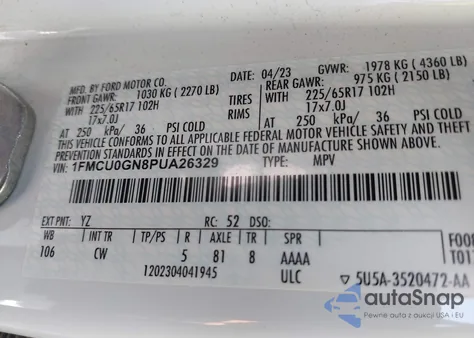 MFD. BY FORD MOTOR CO.
DATE: 04/23 GVWR: 1978 KG (4360 LB)
FRONT GAWR: 1030 KG (2270 LB) REAR GAWR: 975 KG (2150 LB)
WITH 225/65R17 102H TIRES WITH 225/65R17 102H
17x7.0J RIMS 17x7.0J
AT 250 kPa/ 36 PSI COLD AT 250 kPa/ 36 PSI COLD
THIS VEHICLE CONFORMS TO ALL APPLICABLE FEDERAL MOTOR VEHICLE SAFETY AND
THEFT PREVENTION STANDARDS IN EFFECT ON THE DATE OF MANUFACTURE SHOWN ABOVE.
VIN: 1FMCU0GN8PUA26329 TYPE: MPV
EXT PNT: YZ RC: 52 DSO:
WB INT TR TP/PS R AXLE TR SPR
106 CW 5 81 8 AAAA
1202304041945 ULC
5U5A-3520472-AA
autoSnap
Pewne auta z USA i EU.